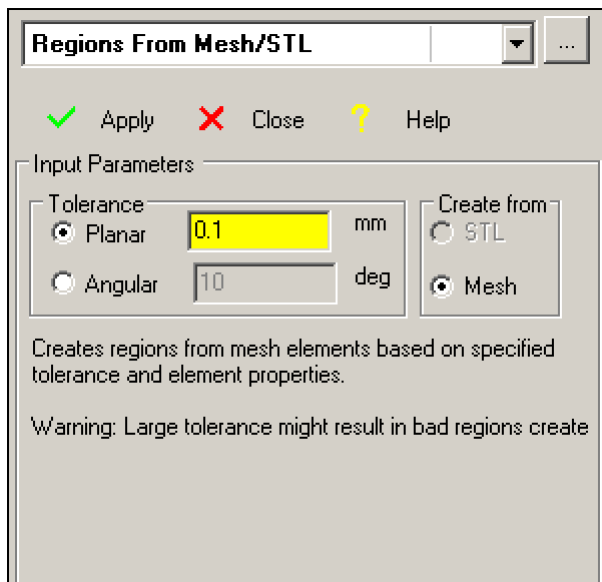 Regions From Mesh/STL
...
Apply Close ? Help
Input Parameters
Tolerance
Planar 0.1 mm
Angular 10 deg
Create from
STL
Mesh
Creates regions from mesh elements based on specified
tolerance and element properties.
Warning: Large tolerance might result in bad regions create